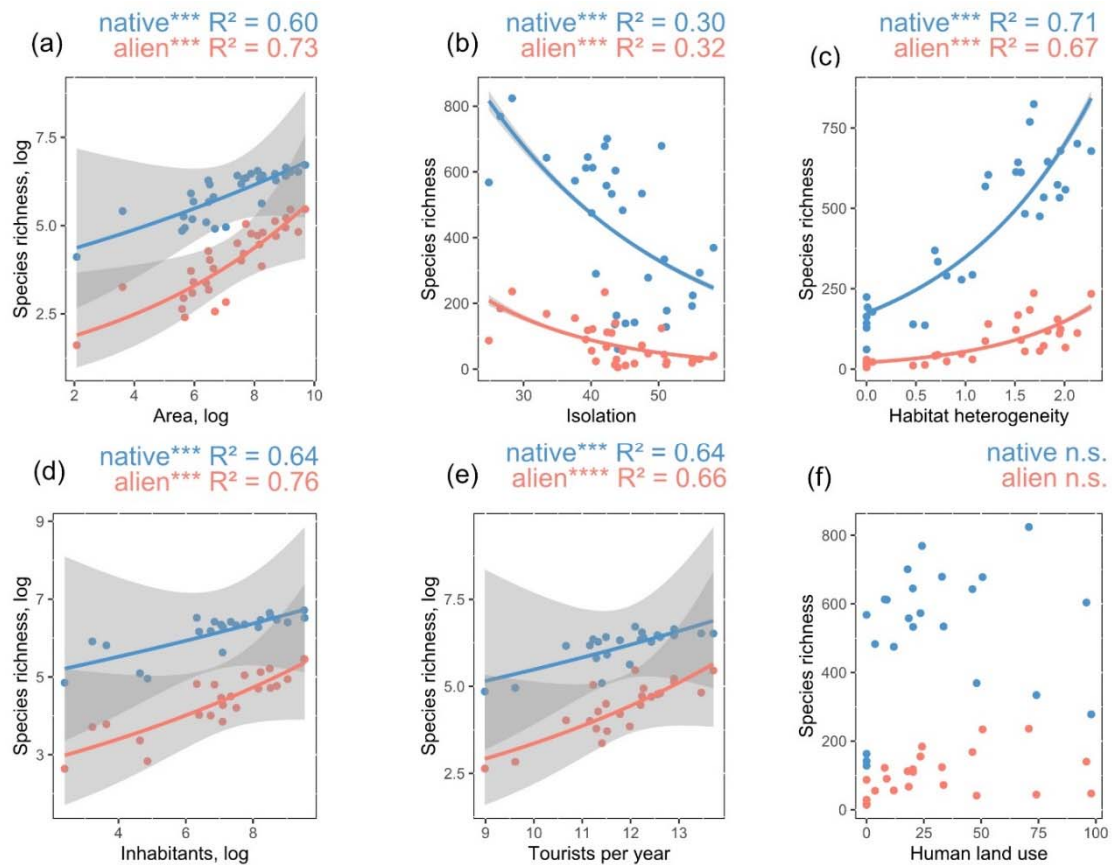 (a)
native*** R² = 0.60
alien*** R² = 0.73
Species richness, log
7.5
5.0
2.5
2 4 6 8 10
Area, log
(b)
native*** R² = 0.30
alien*** R² = 0.32
Species richness
800
600
400
200
0
30 40 50
Isolation
(c)
native*** R² = 0.71
alien*** R² = 0.67
Species richness
750
500
250
0
0.0 0.5 1.0 1.5 2.0
Habitat heterogeneity
(d)
native*** R² = 0.64
alien*** R² = 0.76
Species richness, log
9
7
5
3
4 6 8
Inhabitants, log
(e)
native*** R² = 0.64
alien**** R² = 0.66
Species richness, log
7.5
5.0
2.5
9 10 11 12 13
Tourists per year
(f)
native n.s.
alien n.s.
Species richness
800
600
400
200
0
0 25 50 75 100
Human land use